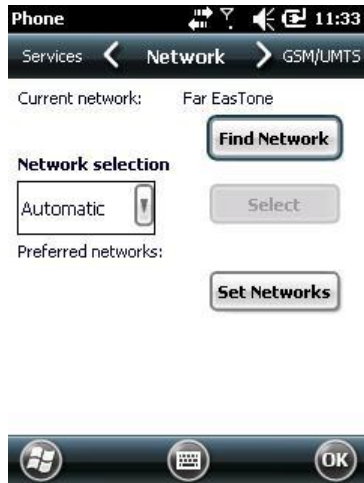 Phone 11:33
Services Network GSM/UMTS
Current network: Far EasTone
Find Network
Network selection
Automatic
Select
Preferred networks:
Set Networks
OK